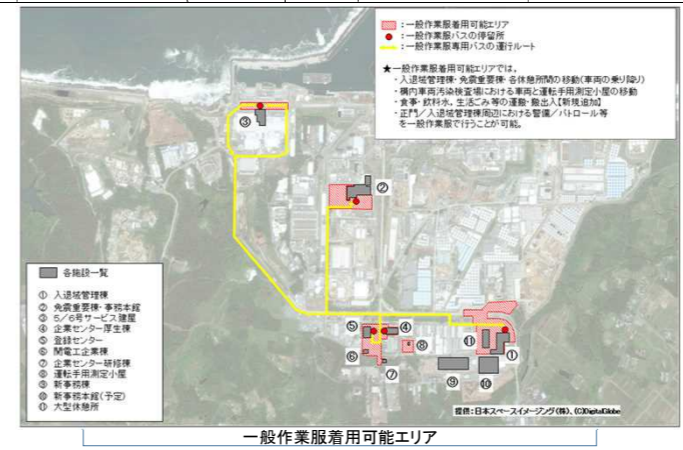 ：一般作業服着用可能エリア
：一般作業服バスの停留所
：一般作業服専用バスの運行ルート
★一般作業服着用可能エリアでは、
・入退域管理棟・免震重要棟・各休憩所間の移動（車両の乗り降り）
・構内車両汚染検査場における車両と運転手用測定小屋の移動
・食事・飲料水、生活ごみ等の運搬・搬出入【新規追加】
・正門／入退域管理棟周辺における警備／パトロール等
を一般作業服で行うことが可能。
③
②
各施設一覧
① 入退域管理棟
② 免震重要棟・事務本館
③ 5／6号サービス建屋
④ 企業センター厚生棟
⑤ 登録センター
⑥ 関電工企業棟
⑦ 企業センター研修棟
⑧ 運転手用測定小屋
⑨ 新事務棟
⑩ 新事務本館（予定）
⑪ 大型休憩所
⑤
④
⑥
⑧
⑦
⑪
①
⑨
⑩
提供：日本スペースイメージング（株）、(C)DigitalGlobe
一般作業服着用可能エリア